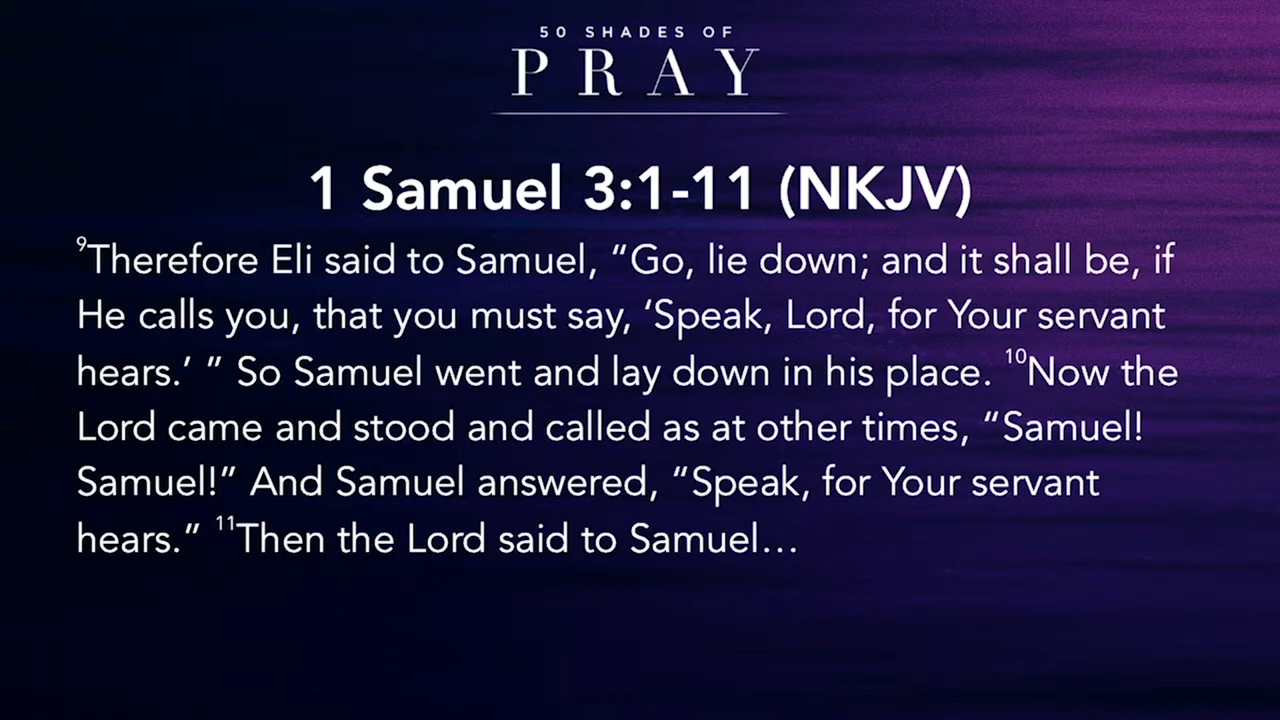 50 SHADES OF
PRAY
1 Samuel 3:1-11 (NKJV)
⁹Therefore Eli said to Samuel, “Go, lie down; and it shall be, if
He calls you, that you must say, ‘Speak, Lord, for Your servant
hears.’ ” So Samuel went and lay down in his place. ¹⁰Now the
Lord came and stood and called as at other times, “Samuel!
Samuel!” And Samuel answered, “Speak, for Your servant
hears.” ¹¹Then the Lord said to Samuel…